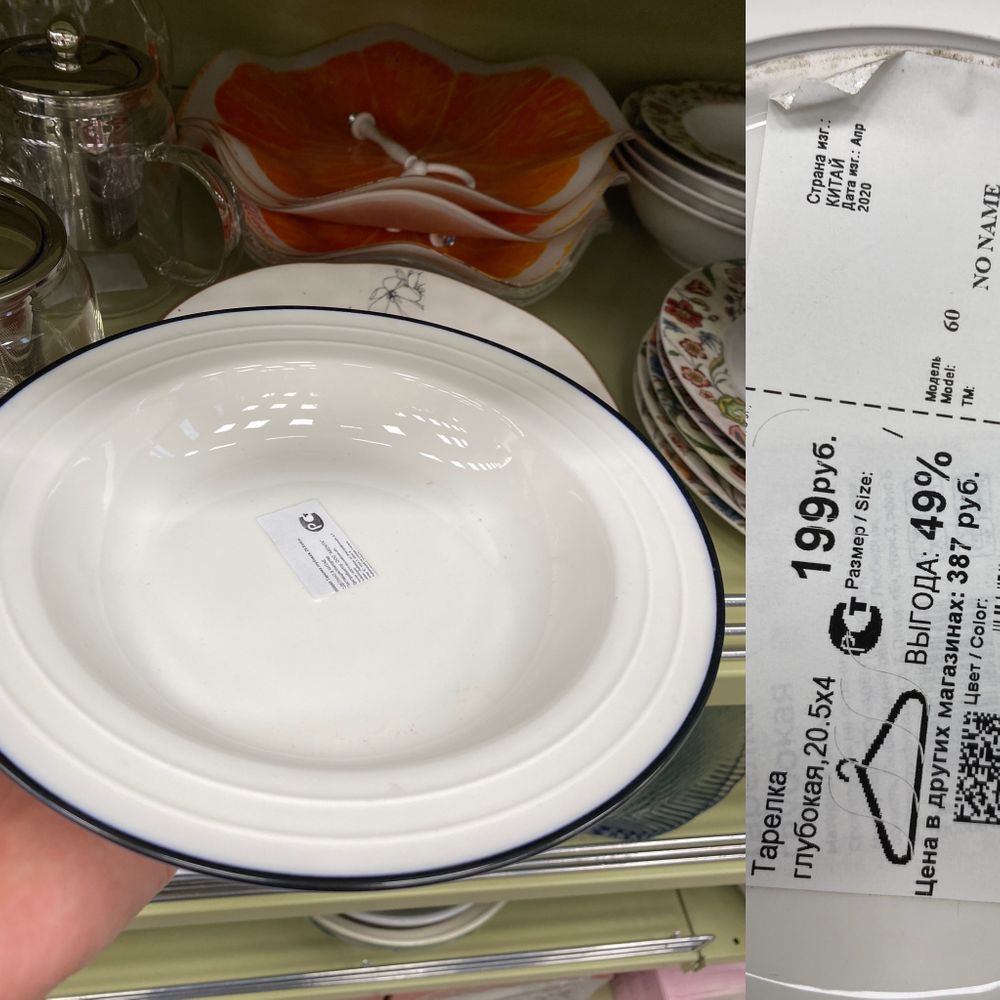 Страна изг.:
КИТАЙ
Дата изг.: Апр
2020
Модель
Model:
60
ТМ:
NO NAME
Тарелка
глубокая,20.5x4
199руб.
Размер / Size:
/
ВЫГОДА: 49%
Цена в других магазинах: 387 руб.
Цвет / Color: